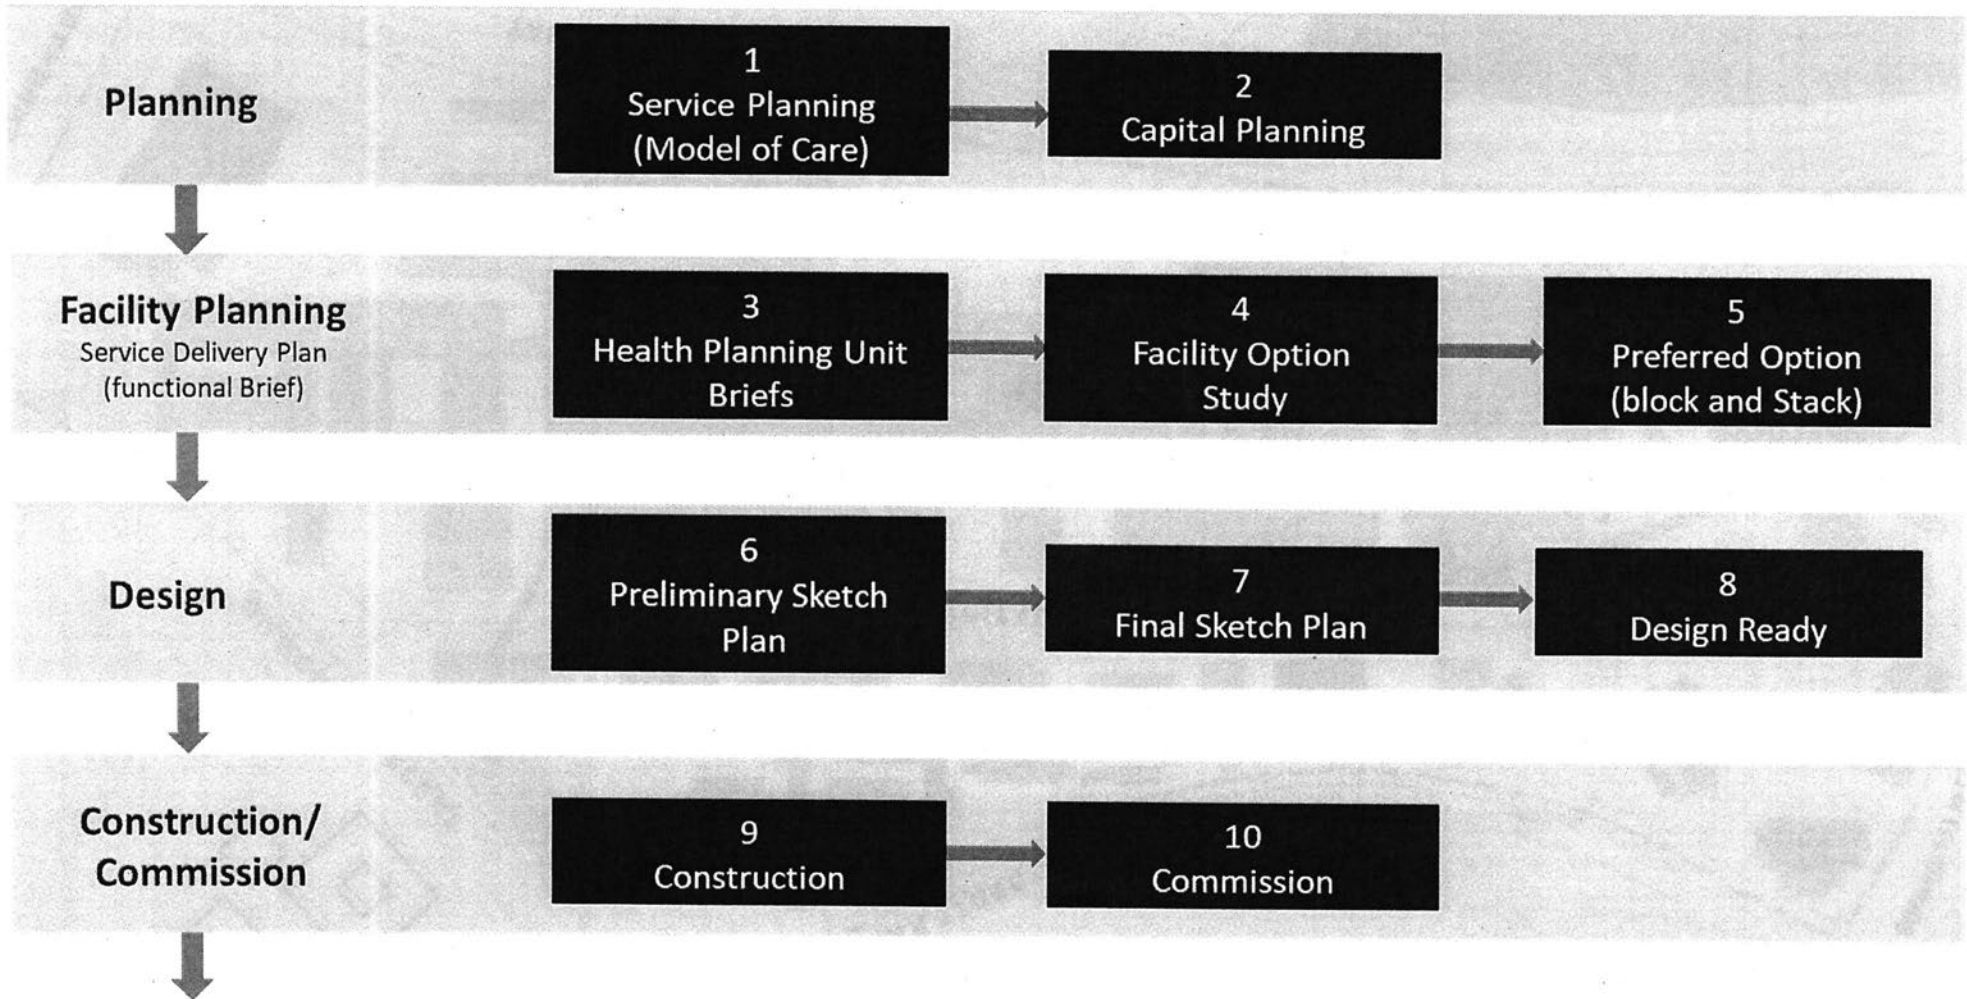 Planning
1
Service Planning
(Model of Care)
2
Capital Planning
Facility Planning
Service Delivery Plan
(functional Brief)
3
Health Planning Unit
Briefs
4
Facility Option
Study
5
Preferred Option
(block and Stack)
Design
6
Preliminary Sketch
Plan
7
Final Sketch Plan
8
Design Ready
Construction/
Commission
9
Construction
10
Commission